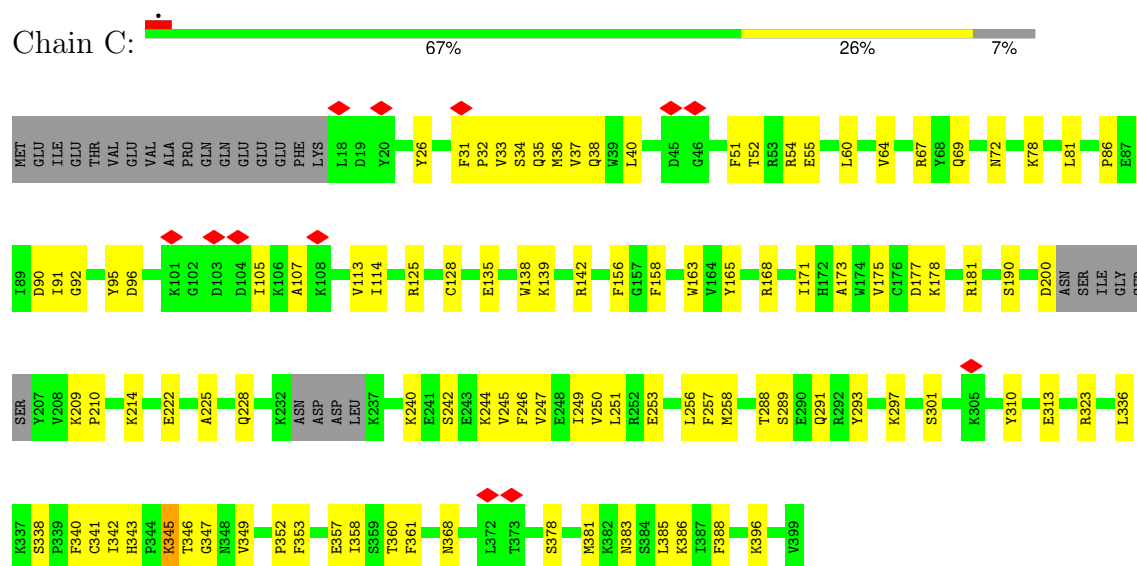 Chain C:
67% 26% 7%
MET GLU ILE GLU THR VAL GLU VAL ALA PRO GLN GLN GLU GLU GLU PHE LYS L18 D19 Y20 Y26 F31 P32 V33 S34 Q35 M36 V37 Q38 W39 L40 D45 G46 F51 T52 R53 R54 E55 L60 V64 R67 Y68 Q69 N72 K78 L81 P86 E87
I89 D90 I91 G92 Y95 D96 K101 G102 D103 D104 I105 K106 A107 K108 V113 I114 R125 C128 E135 W138 K139 R142 F156 G157 F158 W163 V164 Y165 R168 I171 H172 A173 W174 V175 C176 D177 K178 R181 S190 D200 ASN SER ILE GLY SER
SER Y207 V208 K209 P210 K214 E222 A225 Q228 K232 ASN ASP ASP LEU K237 K240 E241 S242 E243 K244 V245 F246 V247 E248 I249 V250 L251 R252 E253 L256 F257 M258 T288 S289 E290 Q291 R292 Y293 K297 S301 K305 Y310 E313 R323 L336
K337 S338 P339 F340 C341 I342 H343 P344 K345 T346 G347 N348 V349 P352 F353 E357 I358 S359 T360 F361 N368 L372 T373 S378 M381 K382 N383 S384 L385 K386 I387 F388 K396 V399